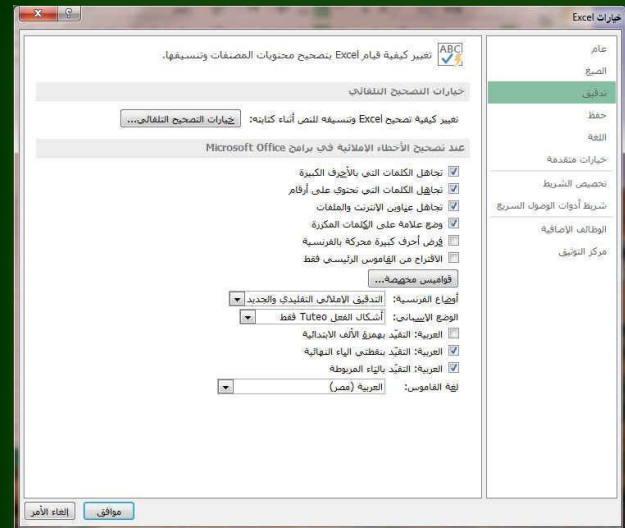 خيارات Excel
عام
الصيغ
تدقيق
حفظ
اللغة
خيارات متقدمة
تخصيص الشريط
شريط أدوات الوصول السريع
الوظائف الإضافية
مركز التوثيق
ABC
تغيير كيفية قيام Excel بتصحيح محتويات المصنفات وتنسيقها.
خيارات التصحيح التلقائي
تغيير كيفية تصحيح Excel وتنسيقه للنص أثناء كتابته: خيارات التصحيح التلقائي...
عند تصحيح الأخطاء الإملائية في برامج Microsoft Office
تجاهل الكلمات التي بالأحرف الكبيرة
تجاهل الكلمات التي تحتوي على أرقام
تجاهل عناوين الإنترنت والملفات
وضع علامة على الكلمات المكررة
فرض أحرف كبيرة محركة بالفرنسية
الاقتراح من القاموس الرئيسي فقط
قواميس مخصصة...
أوضاع الفرنسية: التدقيق الإملائي التقليدي والجديد
الوضع الإسباني: أشكال الفعل Tuteo فقط
العربية: التقيّد بهمزة الألف الابتدائية
العربية: التقيّد بنقطتي الياء النهائية
العربية: التقيّد بالتاء المربوطة
لغة القاموس: العربية (مصر)
موافق
إلغاء الأمر